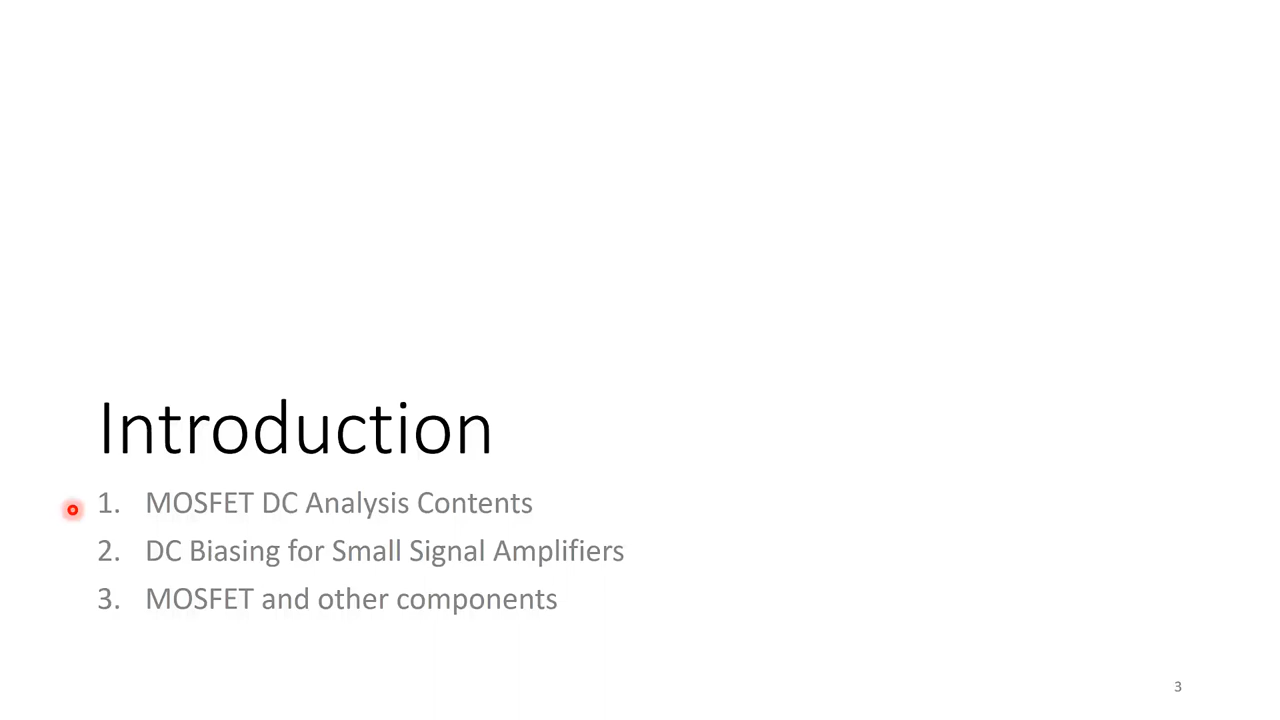 Introduction
1. MOSFET DC Analysis Contents
2. DC Biasing for Small Signal Amplifiers
3. MOSFET and other components
3